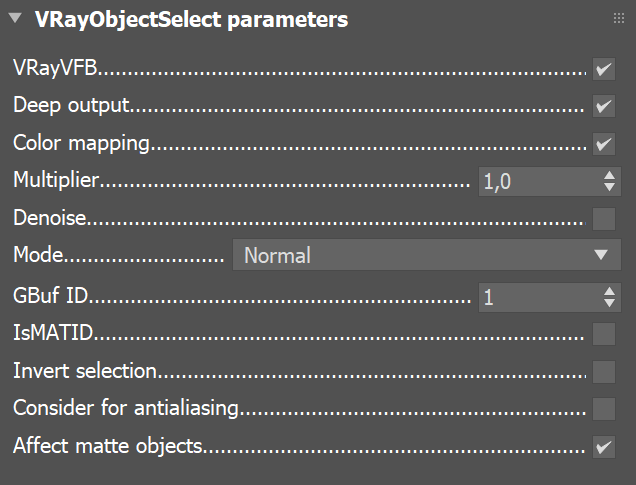 VRayObjectSelect parameters
VRayVFB
Deep output
Color mapping
Multiplier 1,0
Denoise
Mode Normal
GBuf ID 1
IsMATID
Invert selection
Consider for antialiasing
Affect matte objects